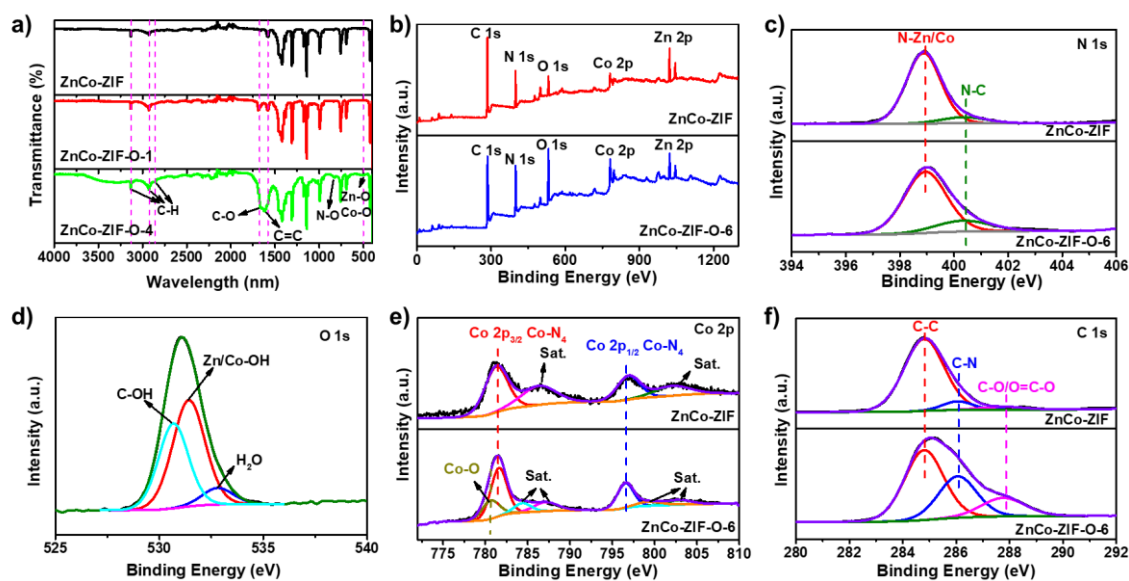 a)
Transmittance (%)
ZnCo-ZIF
ZnCo-ZIF-O-1
C-H
C-O
C=C
N-O
Zn-O
Co-O
ZnCo-ZIF-O-4
4000 3500 3000 2500 2000 1500 1000 500
Wavelength (nm)
b)
Intensity (a.u.)
C 1s
N 1s
O 1s
Co 2p
Zn 2p
ZnCo-ZIF
C 1s
N 1s
O 1s
Co 2p
Zn 2p
ZnCo-ZIF-O-6
0 300 600 900 1200
Binding Energy (eV)
c)
Intensity (a.u.)
N-Zn/Co
N 1s
N-C
ZnCo-ZIF
ZnCo-ZIF-O-6
394 396 398 400 402 404 406
Binding Energy (eV)
d)
Intensity (a.u.)
O 1s
Zn/Co-OH
C-OH
H₂O
525 530 535 540
Binding Energy (eV)
e)
Intensity (a.u.)
Co 2p₃/₂ Co-N₄
Co 2p₁/₂ Co-N₄
Co 2p
Sat.
Sat.
ZnCo-ZIF
Co-O
Sat.
Sat.
ZnCo-ZIF-O-6
775 780 785 790 795 800 805 810
Binding Energy (eV)
f)
Intensity (a.u.)
C-C
C 1s
C-N
C-O/O=C-O
ZnCo-ZIF
ZnCo-ZIF-O-6
280 282 284 286 288 290 292
Binding Energy (eV)